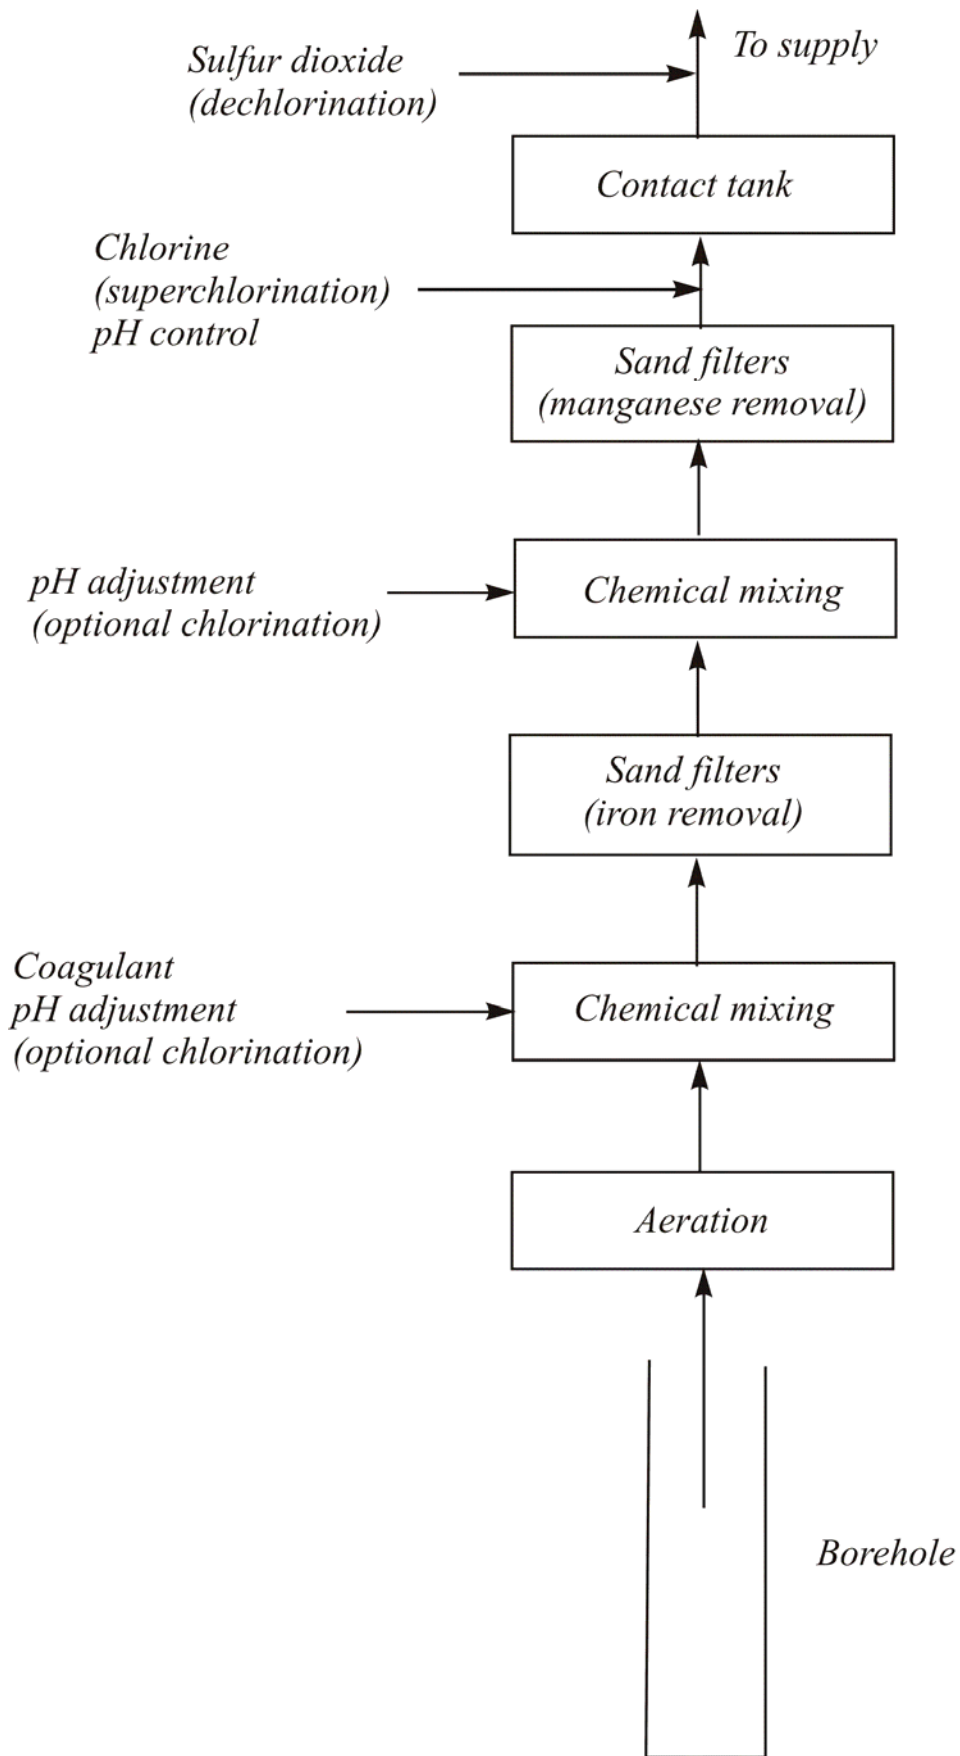 To supply
Sulfur dioxide
(dechlorination)
Contact tank
Chlorine
(superchlorination)
pH control
Sand filters
(manganese removal)
pH adjustment
(optional chlorination)
Chemical mixing
Sand filters
(iron removal)
Coagulant
pH adjustment
(optional chlorination)
Chemical mixing
Aeration
Borehole